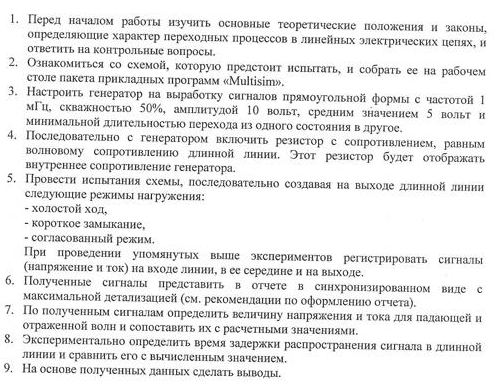 1. Перед началом работы изучить основные теоретические положения и законы,
определяющие характер переходных процессов в линейных электрических цепях, и
ответить на контрольные вопросы.
2. Ознакомиться со схемой, которую предстоит испытать, и собрать ее на рабочем
столе пакета прикладных программ «Multisim».
3. Настроить генератор на выработку сигналов прямоугольной формы с частотой 1
мГц, скважностью 50%, амплитудой 10 вольт, средним значением 5 вольт и
минимальной длительностью перехода из одного состояния в другое.
4. Последовательно с генератором включить резистор с сопротивлением, равным
волновому сопротивлению длинной линии. Этот резистор будет отображать
внутреннее сопротивление генератора.
5. Провести испытания схемы, последовательно создавая на выходе длинной линии
следующие режимы нагружения:
- холостой ход,
- короткое замыкание,
- согласованный режим.
При проведении упомянутых выше экспериментов регистрировать сигналы
(напряжение и ток) на входе линии, в ее середине и на выходе.
6. Полученные сигналы представить в отчете в синхронизированном виде с
максимальной детализацией (см. рекомендации по оформлению отчета).
7. По полученным сигналам определить величину напряжения и тока для падающей и
отраженной волн и сопоставить их с расчетными значениями.
8. Экспериментально определить время задержки распространения сигнала в длинной
линии и сравнить его с вычисленным значением.
9. На основе полученных данных сделать выводы.